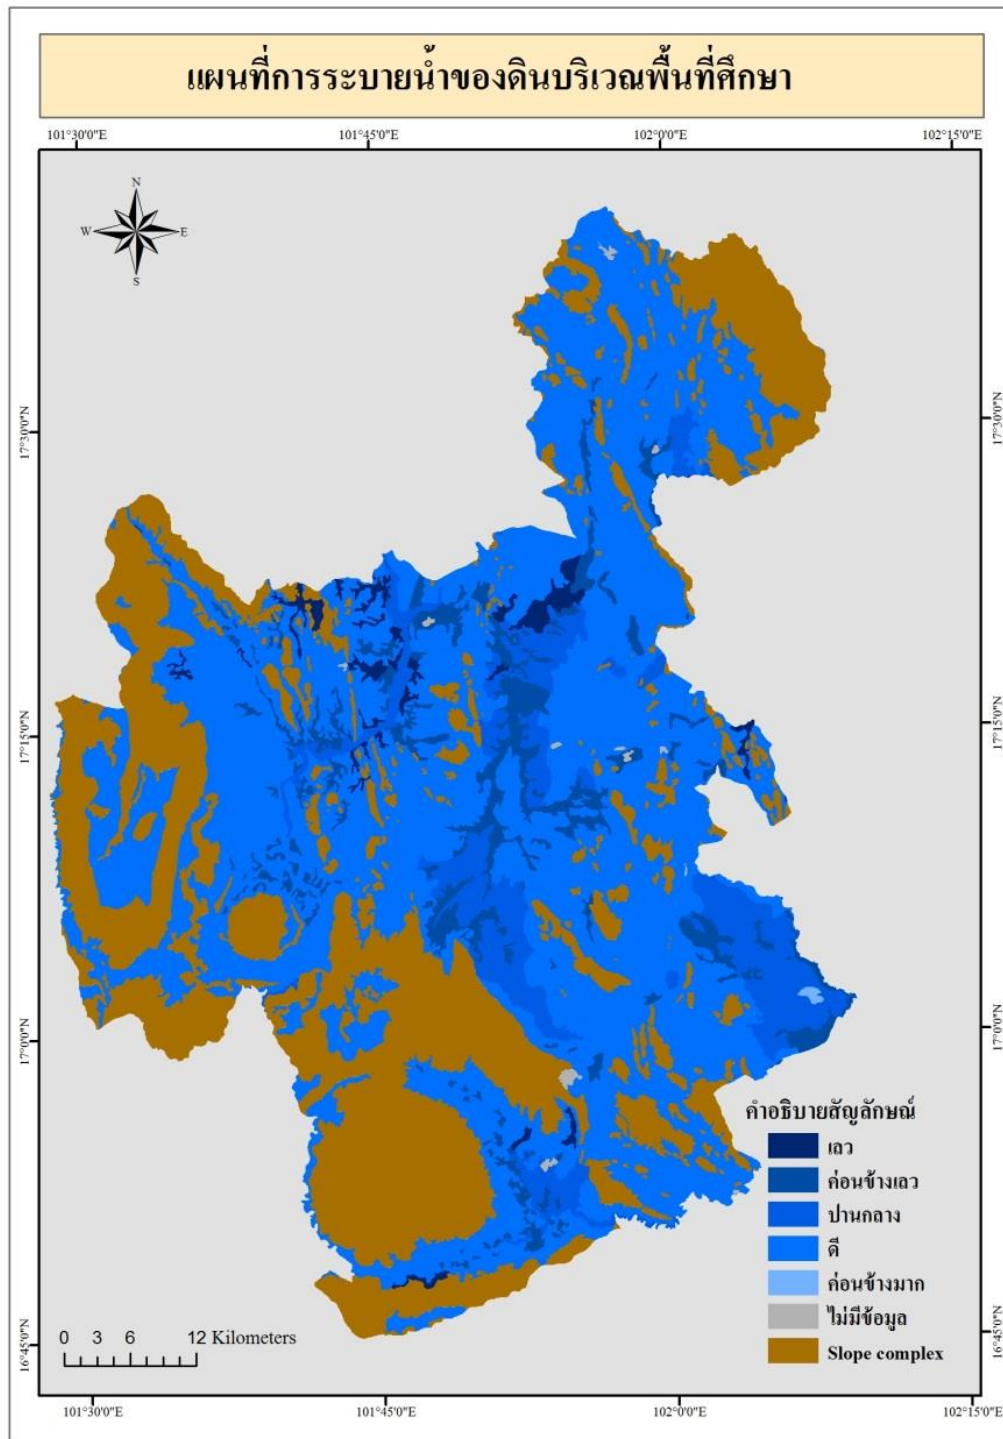 แผนที่การระบายน้ำของดินบริเวณพื้นที่ศึกษา
101°30'0"E 101°45'0"E 102°0'0"E 102°15'0"E
N
W E
S
17°30'0"N 17°30'0"N
17°15'0"N 17°15'0"N
17°0'0"N 17°0'0"N
คำอธิบายสัญลักษณ์
เลว
ค่อนข้างเลว
ปานกลาง
ดี
ค่อนข้างมาก
ไม่มีข้อมูล
Slope complex
0 3 6 12 Kilometers
16°45'0"N 16°45'0"N
101°30'0"E 101°45'0"E 102°0'0"E 102°15'0"E